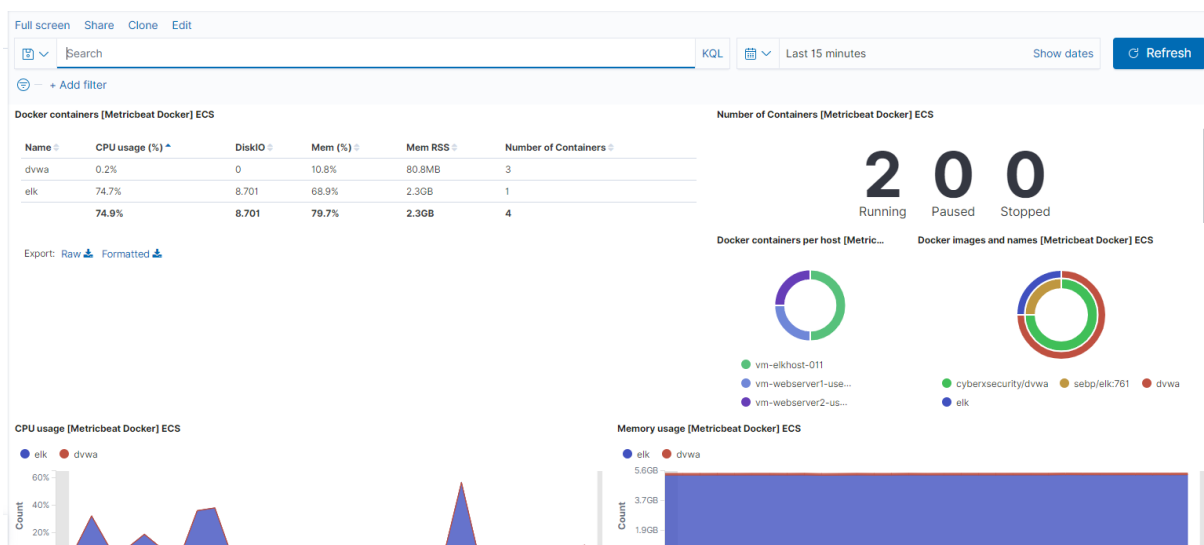 Full screen Share Clone Edit
Search KQL Last 15 minutes Show dates Refresh
+ Add filter
Docker containers [Metricbeat Docker] ECS
Name CPU usage (%) DiskIO Mem (%) Mem RSS Number of Containers
dvwa 0.2% 0 10.8% 80.8MB 3
elk 74.7% 8.701 68.9% 2.3GB 1
74.9% 8.701 79.7% 2.3GB 4
Export: Raw Formatted
Number of Containers [Metricbeat Docker] ECS
2 0 0
Running Paused Stopped
Docker containers per host [Metric...
vm-elkhost-011
vm-webserver1-use...
vm-webserver2-us...
Docker images and names [Metricbeat Docker] ECS
cyberxsecurity/dvwa sebp/elk:761 dvwa
elk
CPU usage [Metricbeat Docker] ECS
elk dvwa
60%
40%
20%
Count
Memory usage [Metricbeat Docker] ECS
elk dvwa
5.6GB
3.7GB
1.9GB
Count